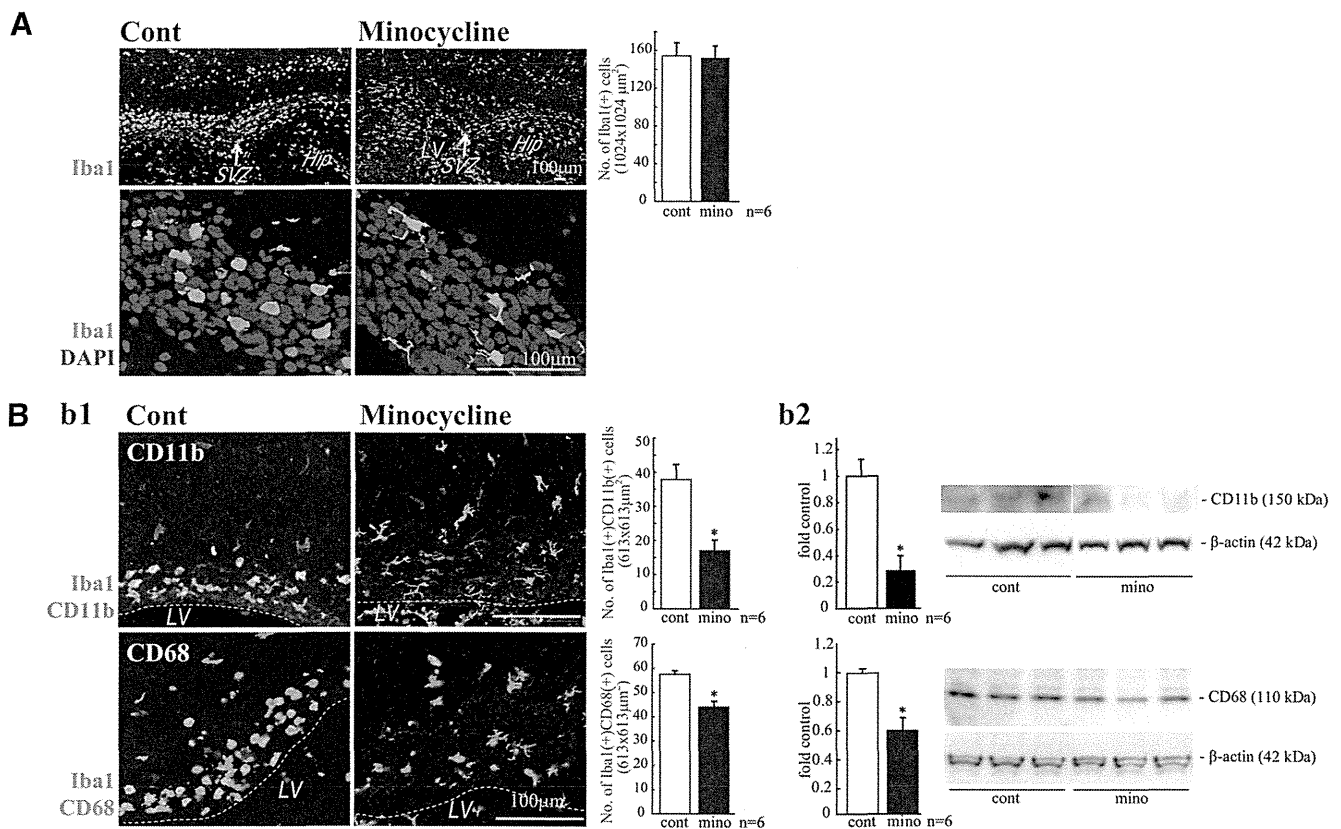 A
Cont
Minocycline
Iba1
SVZ
Hip
LV
SVZ
Hip
100µm
No. of Iba1(+) cells
(1024x1024 µm²)
160
120
80
40
0
cont mino n=6
Iba1
DAPI
100µm
B b1 Cont
Minocycline
b2
CD11b
Iba1
CD11b
LV
LV
No. of Iba1(+)CD11b(+) cells
(613x613µm²)
50
40
30
20
10
0
*
cont mino n=6
fold control
1.2
1
0.8
0.6
0.4
0.2
0
*
cont mino n=6
- CD11b (150 kDa)
- β-actin (42 kDa)
cont mino
CD68
Iba1
CD68
LV
LV
100µm
No. of Iba1(+)CD68(+) cells
(613x613µm²)
70
60
50
40
30
20
10
0
*
cont mino n=6
fold control
1.2
1
0.8
0.6
0.4
0.2
0
*
cont mino n=6
- CD68 (110 kDa)
- β-actin (42 kDa)
cont mino